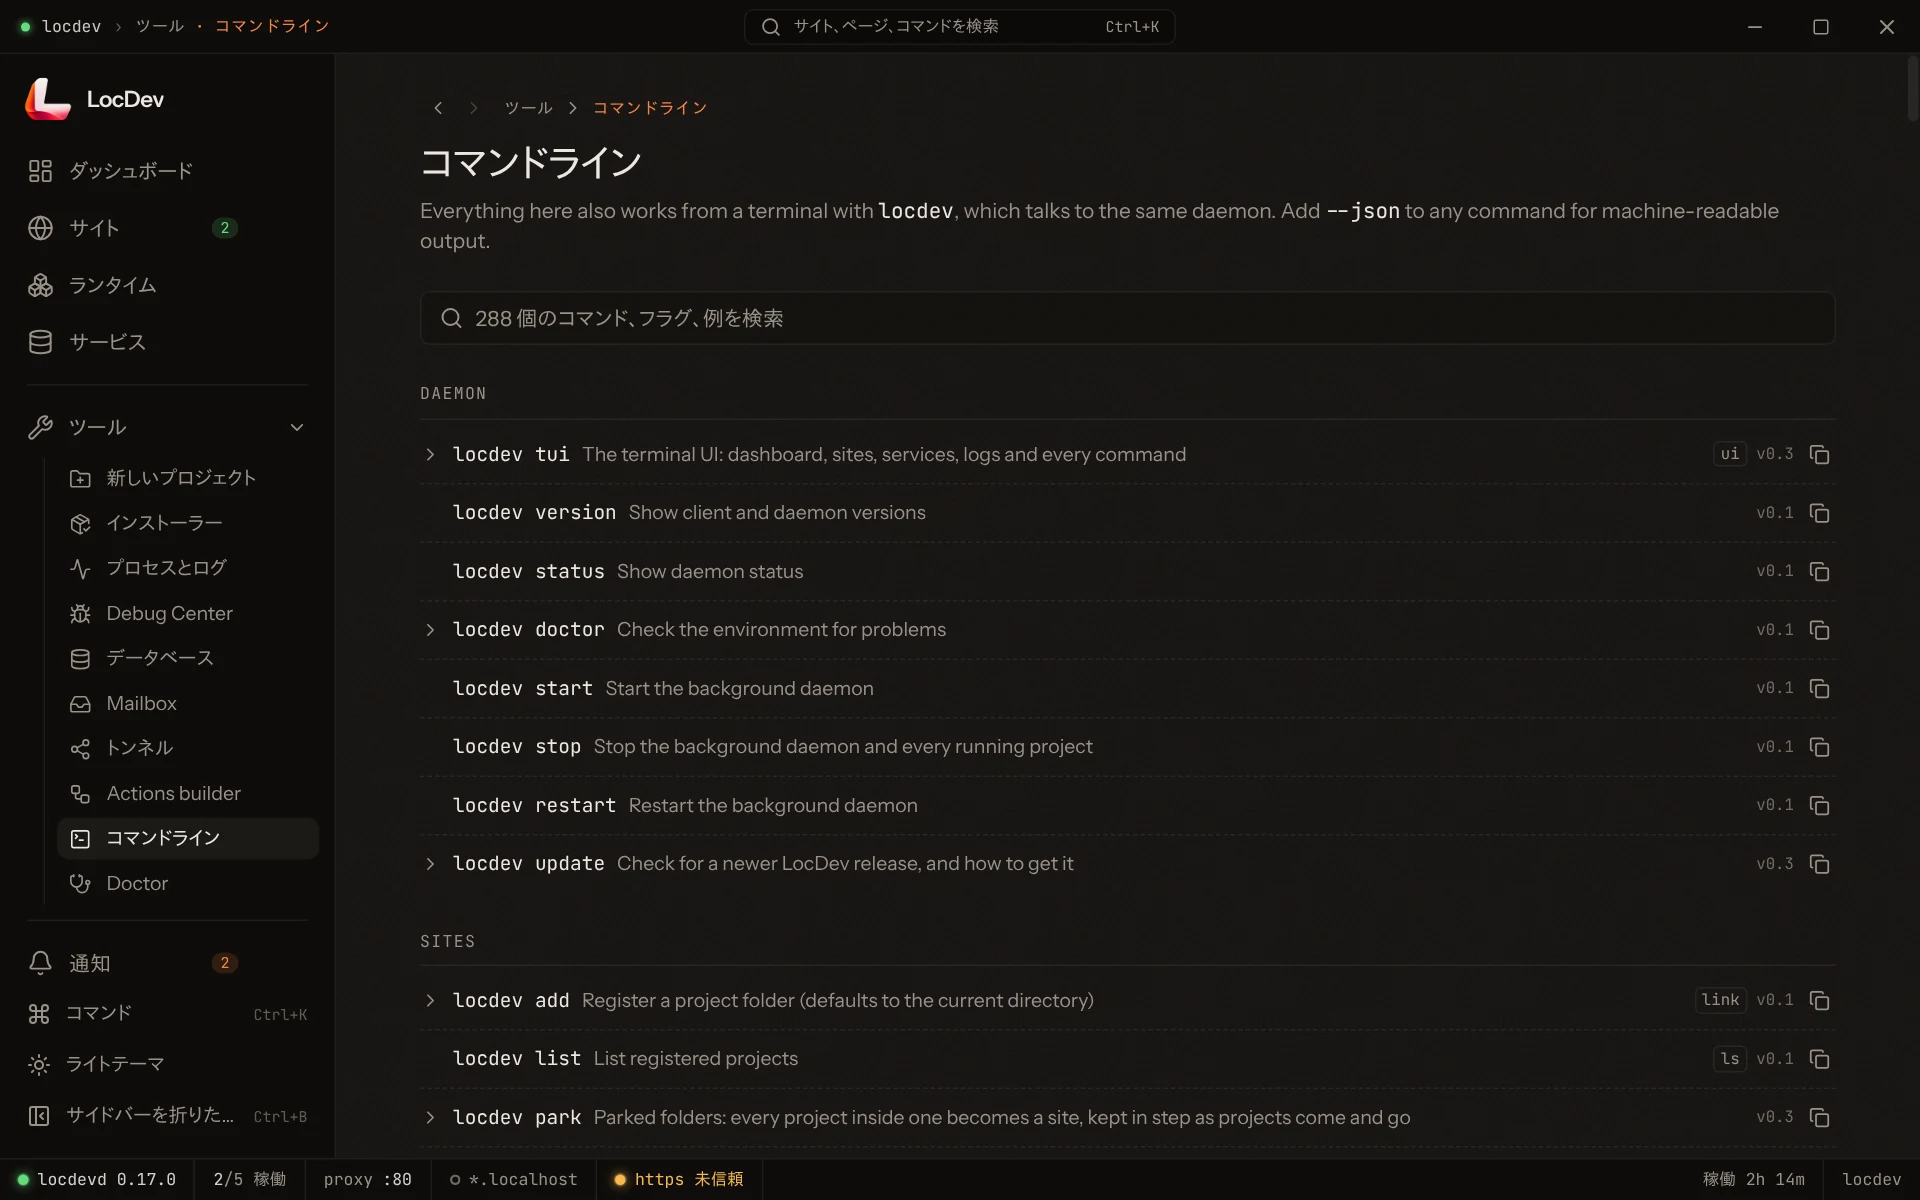 locdev › ツール · コマンドライン
サイト、ページ、コマンドを検索 Ctrl+K
LocDev
ダッシュボード
サイト 2
ランタイム
サービス
ツール
新しいプロジェクト
インストーラー
プロセスとログ
Debug Center
データベース
Mailbox
トンネル
Actions builder
コマンドライン
Doctor
通知 2
コマンド Ctrl+K
ライトテーマ
サイドバーを折りた… Ctrl+B
ツール › コマンドライン
コマンドライン
Everything here also works from a terminal with locdev, which talks to the same daemon. Add --json to any command for machine-readable
output.
288 個のコマンド、フラグ、例を検索
DAEMON
locdev tui The terminal UI: dashboard, sites, services, logs and every command ui v0.3
locdev version Show client and daemon versions v0.1
locdev status Show daemon status v0.1
locdev doctor Check the environment for problems v0.1
locdev start Start the background daemon v0.1
locdev stop Stop the background daemon and every running project v0.1
locdev restart Restart the background daemon v0.1
locdev update Check for a newer LocDev release, and how to get it v0.3
SITES
locdev add Register a project folder (defaults to the current directory) link v0.1
locdev list List registered projects ls v0.1
locdev park Parked folders: every project inside one becomes a site, kept in step as projects come and go v0.3
locdevd 0.17.0 2/5 稼働 proxy :80 *.localhost https 未信頼 稼働 2h 14m locdev